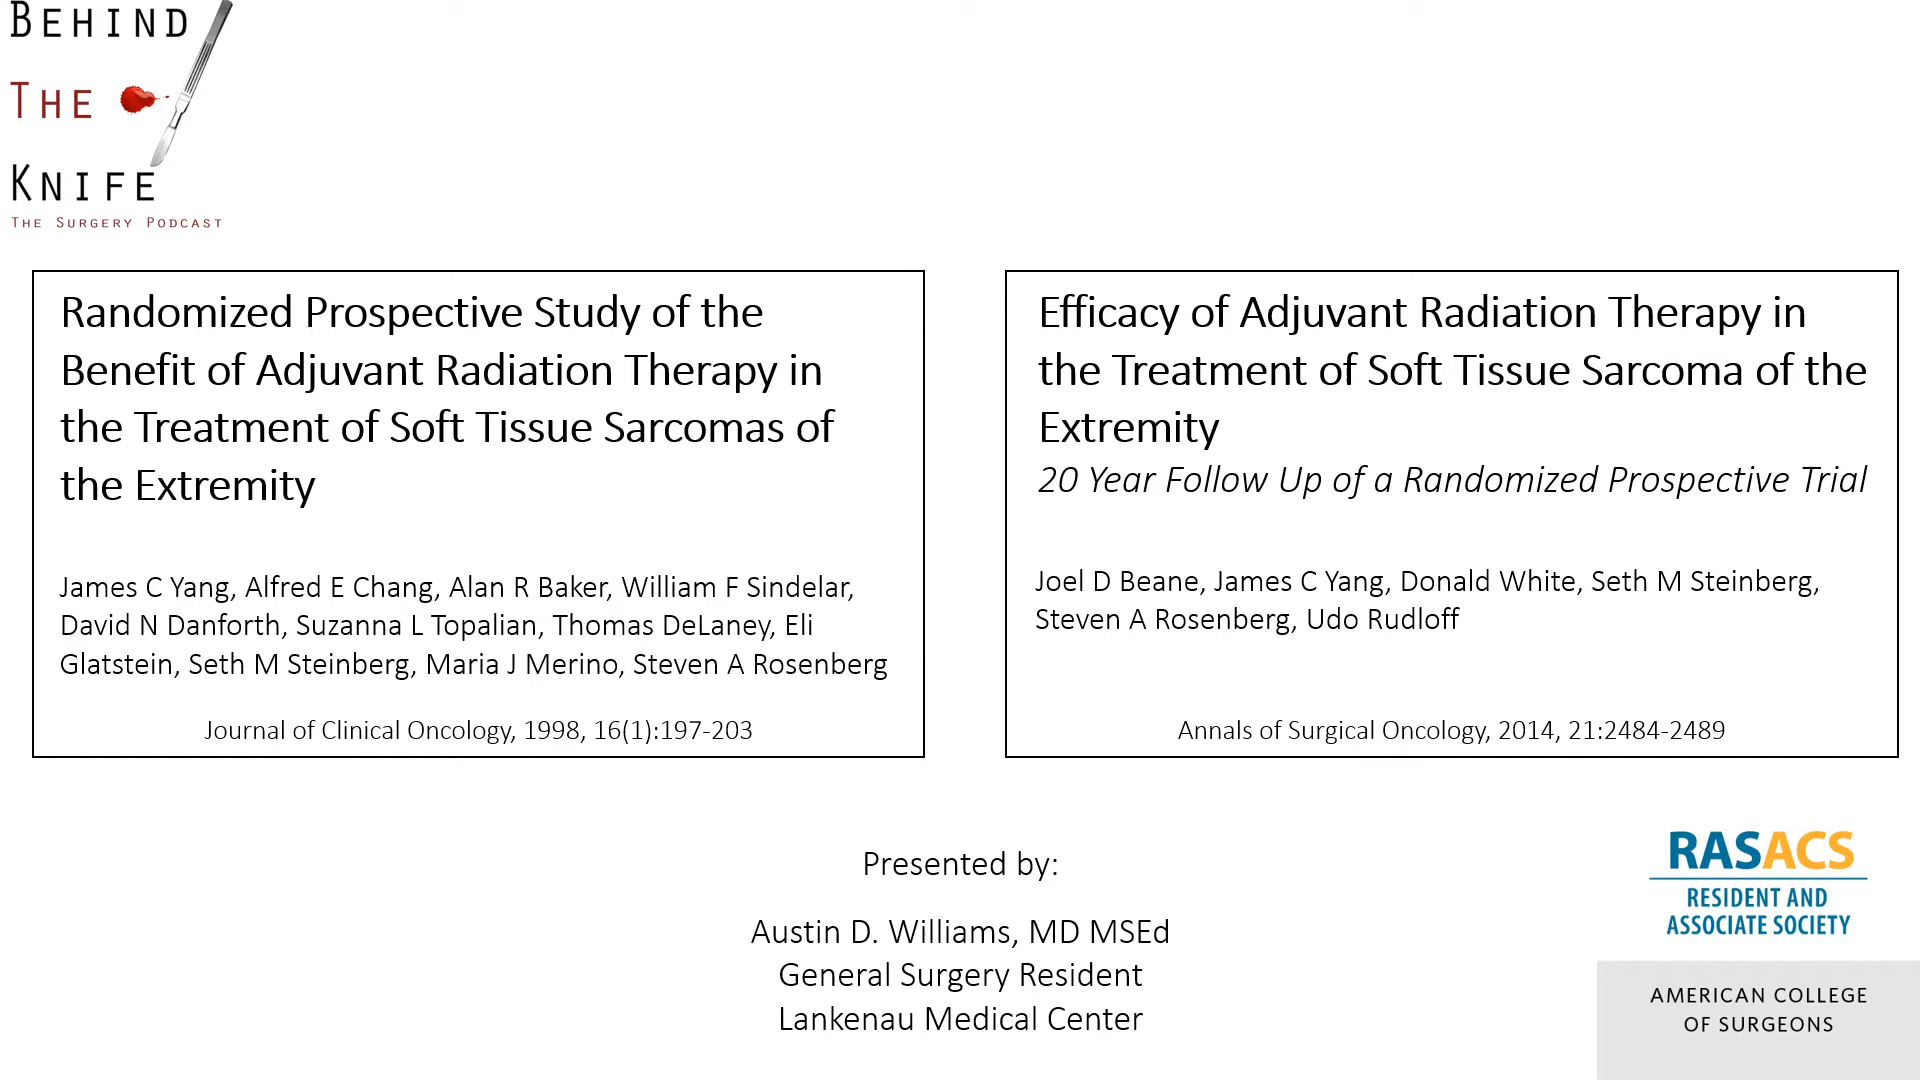 BEHIND
THE
KNIFE
THE SURGERY PODCAST
Randomized Prospective Study of the
Benefit of Adjuvant Radiation Therapy in
the Treatment of Soft Tissue Sarcomas of
the Extremity
James C Yang, Alfred E Chang, Alan R Baker, William F Sindelar,
David N Danforth, Suzanna L Topalian, Thomas DeLaney, Eli
Glatstein, Seth M Steinberg, Maria J Merino, Steven A Rosenberg
Journal of Clinical Oncology, 1998, 16(1):197-203
Efficacy of Adjuvant Radiation Therapy in
the Treatment of Soft Tissue Sarcoma of the
Extremity
20 Year Follow Up of a Randomized Prospective Trial
Joel D Beane, James C Yang, Donald White, Seth M Steinberg,
Steven A Rosenberg, Udo Rudloff
Annals of Surgical Oncology, 2014, 21:2484-2489
Presented by:
Austin D. Williams, MD MSEd
General Surgery Resident
Lankenau Medical Center
RASACS
RESIDENT AND
ASSOCIATE SOCIETY
AMERICAN COLLEGE
OF SURGEONS